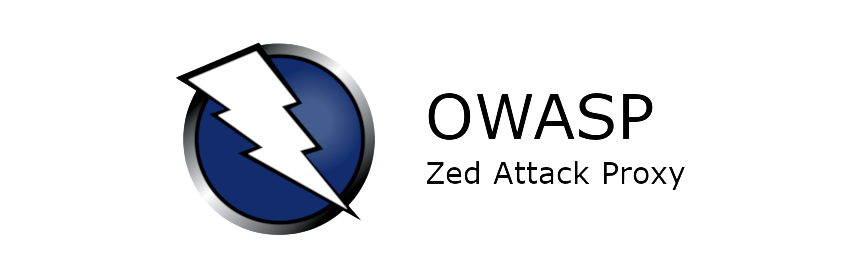 OWASP
Zed Attack Proxy